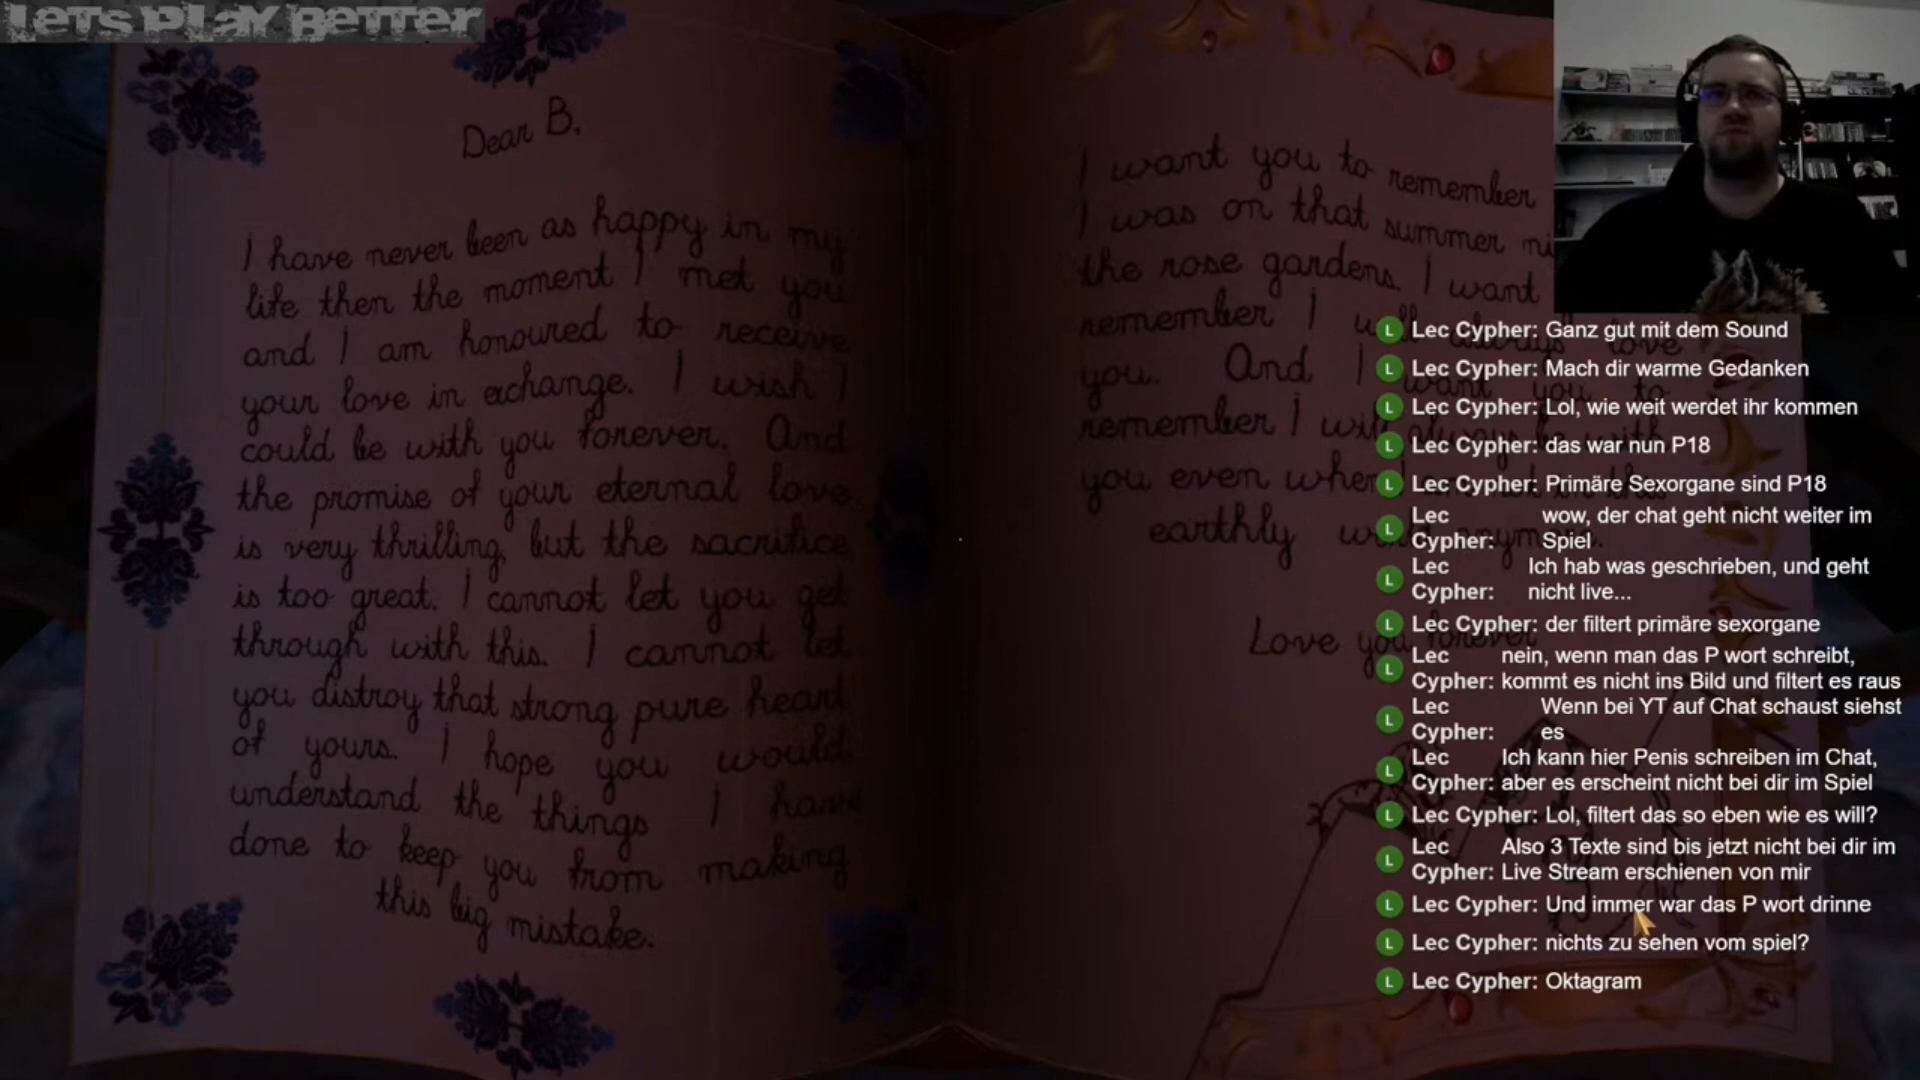 LETS PLAY BETTER
Dear B,
I have never been as happy in my
life then the moment I met you
and I am honoured to receive
your love in exchange. I wish I
could be with you forever. And
the promise of your eternal love
is very thrilling, but the sacrifice
is too great. I cannot let you get
through with this. I cannot let
you distroy that strong pure heart
of yours. I hope you would
understand the things I have
done to keep you from making
this big mistake.
I want you to remember
I was on that summer ni
the rose gardens. I want
remember I will always love
you. And I want you to
remember I will always be with
you even when
earthly
Love you forever
L Lec Cypher: Ganz gut mit dem Sound
L Lec Cypher: Mach dir warme Gedanken
L Lec Cypher: Lol, wie weit werdet ihr kommen
L Lec Cypher: das war nun P18
L Lec Cypher: Primäre Sexorgane sind P18
L Lec Cypher: wow, der chat geht nicht weiter im
Spiel
L Lec Cypher: Ich hab was geschrieben, und geht
nicht live...
L Lec Cypher: der filtert primäre sexorgane
L Lec Cypher: nein, wenn man das P wort schreibt,
kommt es nicht ins Bild und filtert es raus
L Lec Cypher: Wenn bei YT auf Chat schaust siehst
es
L Lec Cypher: Ich kann hier Penis schreiben im Chat,
aber es erscheint nicht bei dir im Spiel
L Lec Cypher: Lol, filtert das so eben wie es will?
L Lec Cypher: Also 3 Texte sind bis jetzt nicht bei dir im
Live Stream erschienen von mir
L Lec Cypher: Und immer war das P wort drinne
L Lec Cypher: nichts zu sehen vom spiel?
L Lec Cypher: Oktagram